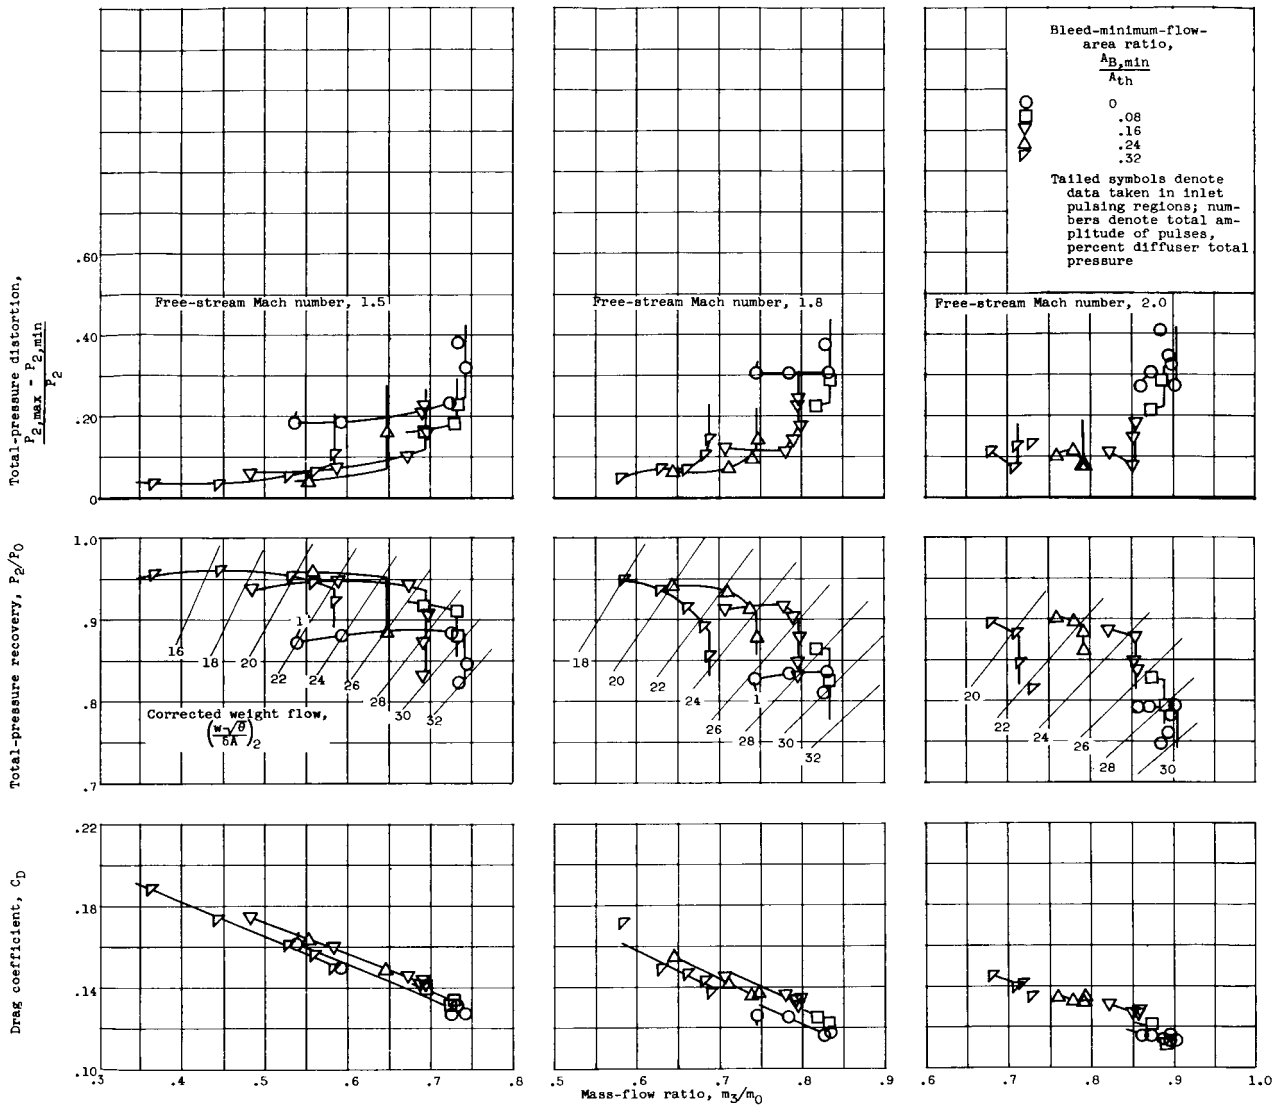 Bleed-minimum-flow-
area ratio,
A_B,min
A_th
0
.08
.16
.24
.32
Tailed symbols denote
data taken in inlet
pulsing regions; num-
bers denote total am-
plitude of pulses,
percent diffuser total
pressure
Total-pressure distortion,
P_2,max - P_2,min
P_2
.60
.40
.20
0
Free-stream Mach number, 1.5
Free-stream Mach number, 1.8
Free-stream Mach number, 2.0
Total-pressure recovery, P_2/P_0
1.0
.9
.8
.7
1
16
18
20
22
24
26
28
30
32
Corrected weight flow,
(w√θ/δA)_2
18
20
22
24
26
28
30
32
1
20
22
24
26
28
30
Drag coefficient, C_D
.22
.18
.14
.10
.3
.4
.5
.6
.7
.8
.5
.6
.7
.8
.9
.6
.7
.8
.9
1.0
Mass-flow ratio, m_3/m_0